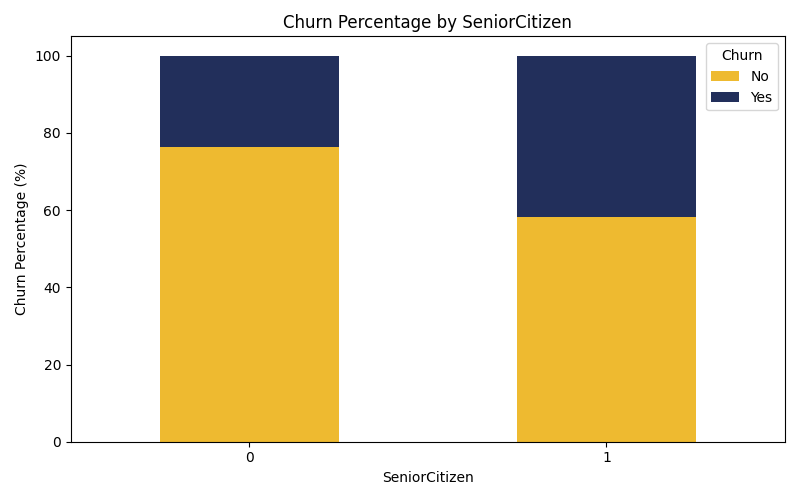 Churn Percentage by SeniorCitizen
Churn
No
Yes
Churn Percentage (%)
100
80
60
40
20
0
0 1
SeniorCitizen